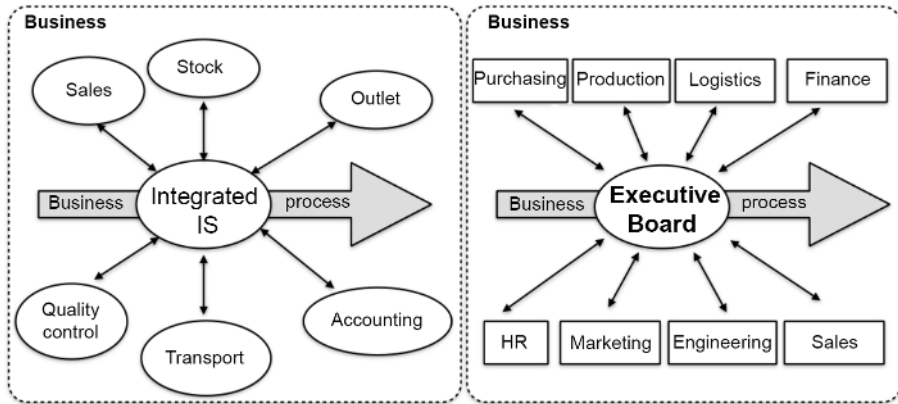 Business
Sales
Stock
Outlet
Business
Integrated
IS
process
Quality
control
Transport
Accounting
Business
Purchasing
Production
Logistics
Finance
Business
Executive
Board
process
HR
Marketing
Engineering
Sales